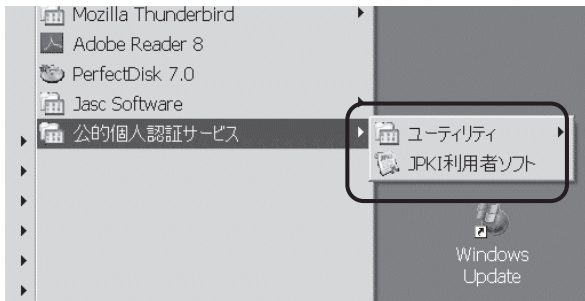 Mozilla Thunderbird
Adobe Reader 8
PerfectDisk 7.0
Jasc Software
公的個人認証サービス
ユーティリティ
JPKI利用者ソフト
Windows
Update